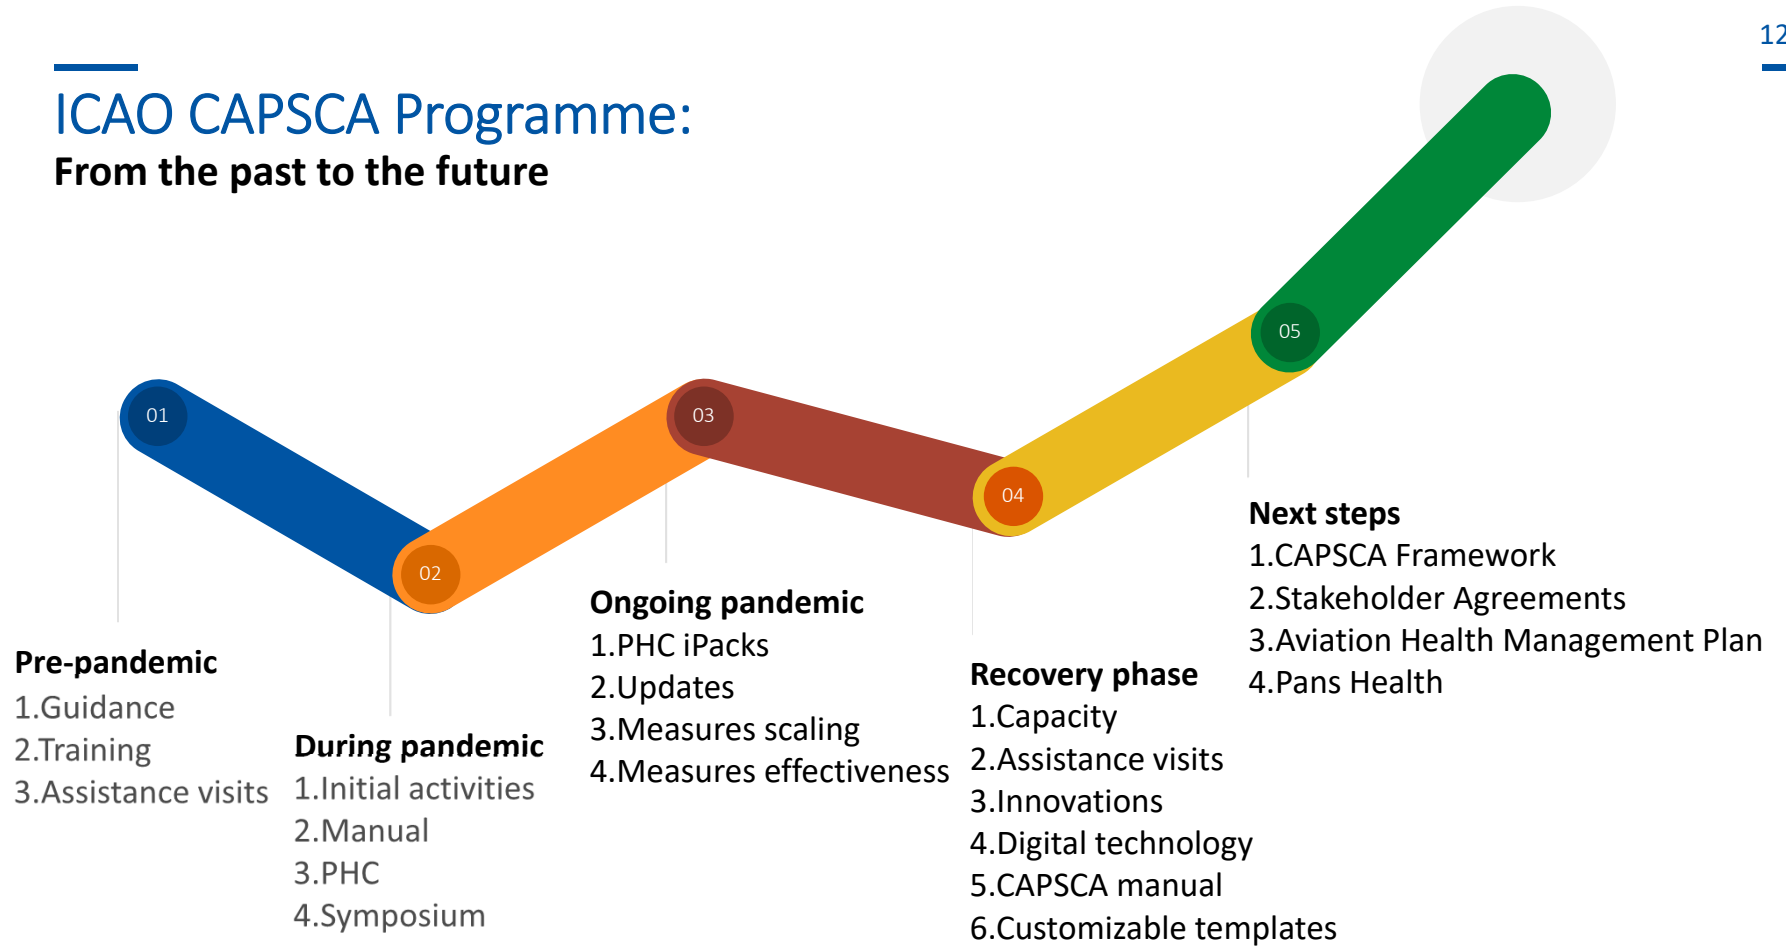 12
ICAO CAPSCA Programme:
From the past to the future
01
02
03
04
05
Pre-pandemic
1.Guidance
2.Training
3.Assistance visits
During pandemic
1.Initial activities
2.Manual
3.PHC
4.Symposium
Ongoing pandemic
1.PHC iPacks
2.Updates
3.Measures scaling
4.Measures effectiveness
Recovery phase
1.Capacity
2.Assistance visits
3.Innovations
4.Digital technology
5.CAPSCA manual
6.Customizable templates
Next steps
1.CAPSCA Framework
2.Stakeholder Agreements
3.Aviation Health Management Plan
4.Pans Health